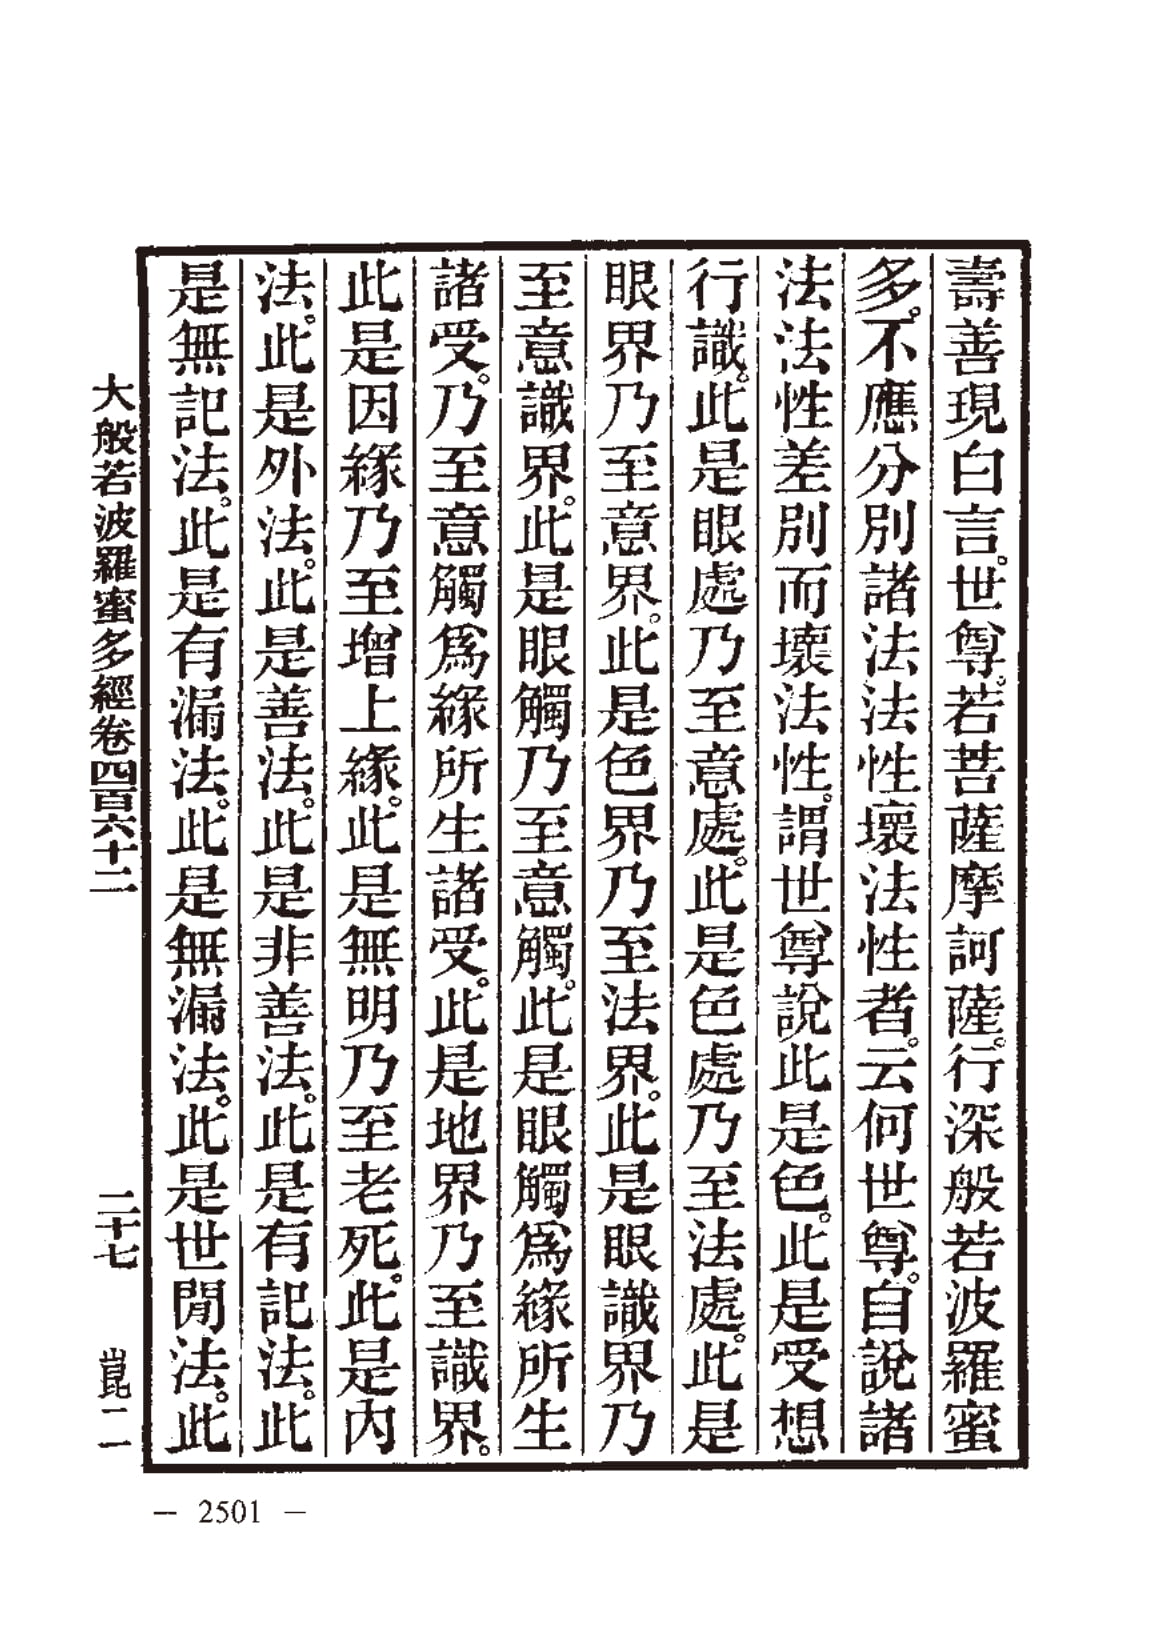 壽善現白言。世尊。若菩薩摩訶薩。行深般若波羅蜜
多。不應分別諸法法性壞法性者。云何世尊。自說諸
法法性差別而壞法性。謂世尊說此是色。此是受想
行識。此是眼處乃至意處。此是色處乃至法處。此是
眼界乃至意界。此是色界乃至法界。此是眼識界乃
至意識界。此是眼觸乃至意觸。此是眼觸爲緣所生
諸受。乃至意觸爲緣所生諸受。此是地界乃至識界。
此是因緣乃至增上緣。此是無明乃至老死。此是內
法。此是外法。此是善法。此是非善法。此是有記法。此
是無記法。此是有漏法。此是無漏法。此是世閒法。此
大般若波羅蜜多經卷四百六十二 二十七 崑二
— 2501 —